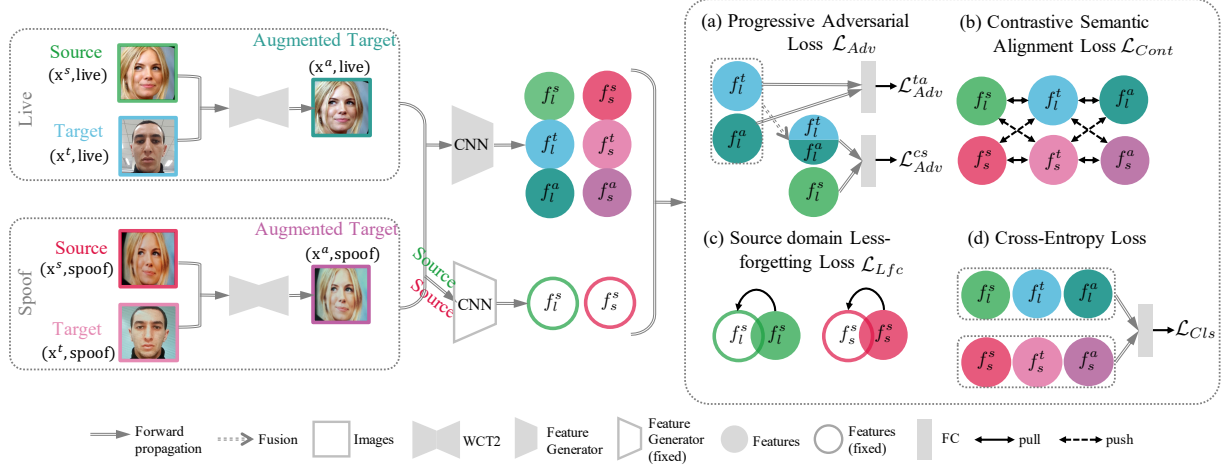 Live
Source
(x^s,live)
Target
(x^t,live)
Augmented Target
(x^a,live)
Spoof
Source
(x^s,spoof)
Target
(x^t,spoof)
Augmented Target
(x^a,spoof)
CNN
Source
Source
CNN
f_l^s f_s^s
f_l^t f_s^t
f_l^a f_s^a
f_l^s f_s^s
(a) Progressive Adversarial
Loss ℒ_Adv
f_l^t
f_l^a
f_l^t
f_l^a
f_l^s
ℒ_Adv^ta
ℒ_Adv^cs
(b) Contrastive Semantic
Alignment Loss ℒ_Cont
f_l^s f_l^t f_l^a
f_s^s f_s^t f_s^a
(c) Source domain Less-
forgetting Loss ℒ_Lfc
f_l^s f_l^s f_s^s f_s^s
(d) Cross-Entropy Loss
f_l^s f_l^t f_l^a
f_s^s f_s^t f_s^a
ℒ_Cls
Forward
propagation
Fusion
Images
WCT2
Feature
Generator
Feature
Generator
(fixed)
Features
Features
(fixed)
FC
pull
push